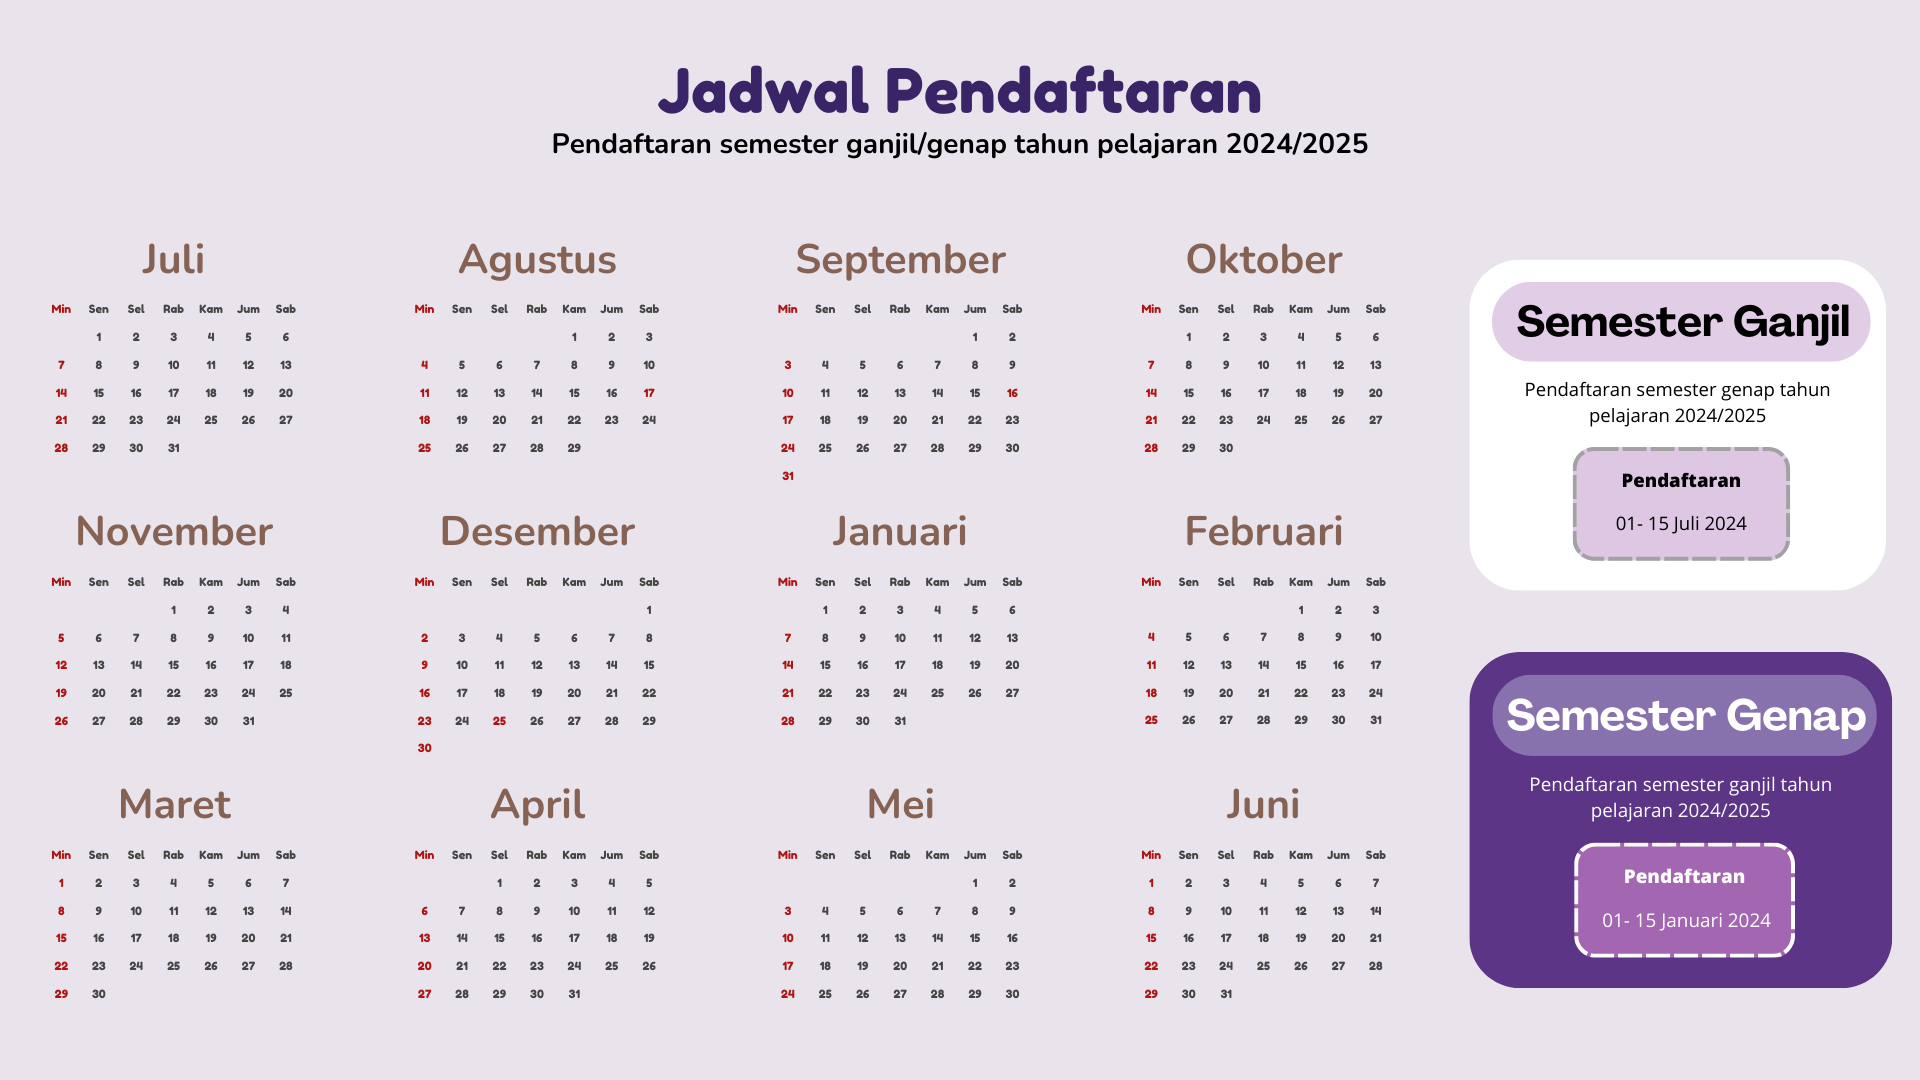 Jadwal Pendaftaran
Pendaftaran semester ganjil/genap tahun pelajaran 2024/2025
Juli
Min Sen Sel Rab Kam Jum Sab
1 2 3 4 5 6
7 8 9 10 11 12 13
14 15 16 17 18 19 20
21 22 23 24 25 26 27
28 29 30 31
Agustus
Min Sen Sel Rab Kam Jum Sab
1 2 3
4 5 6 7 8 9 10
11 12 13 14 15 16 17
18 19 20 21 22 23 24
25 26 27 28 29
September
Min Sen Sel Rab Kam Jum Sab
1 2
3 4 5 6 7 8 9
10 11 12 13 14 15 16
17 18 19 20 21 22 23
24 25 26 27 28 29 30
31
Oktober
Min Sen Sel Rab Kam Jum Sab
1 2 3 4 5 6
7 8 9 10 11 12 13
14 15 16 17 18 19 20
21 22 23 24 25 26 27
28 29 30
November
Min Sen Sel Rab Kam Jum Sab
1 2 3 4
5 6 7 8 9 10 11
12 13 14 15 16 17 18
19 20 21 22 23 24 25
26 27 28 29 30 31
Desember
Min Sen Sel Rab Kam Jum Sab
1
2 3 4 5 6 7 8
9 10 11 12 13 14 15
16 17 18 19 20 21 22
23 24 25 26 27 28 29
30
Januari
Min Sen Sel Rab Kam Jum Sab
1 2 3 4 5 6
7 8 9 10 11 12 13
14 15 16 17 18 19 20
21 22 23 24 25 26 27
28 29 30 31
Februari
Min Sen Sel Rab Kam Jum Sab
1 2 3
4 5 6 7 8 9 10
11 12 13 14 15 16 17
18 19 20 21 22 23 24
25 26 27 28 29 30 31
Maret
Min Sen Sel Rab Kam Jum Sab
1 2 3 4 5 6 7
8 9 10 11 12 13 14
15 16 17 18 19 20 21
22 23 24 25 26 27 28
29 30
April
Min Sen Sel Rab Kam Jum Sab
1 2 3 4 5
6 7 8 9 10 11 12
13 14 15 16 17 18 19
20 21 22 23 24 25 26
27 28 29 30 31
Mei
Min Sen Sel Rab Kam Jum Sab
1 2
3 4 5 6 7 8 9
10 11 12 13 14 15 16
17 18 19 20 21 22 23
24 25 26 27 28 29 30
Juni
Min Sen Sel Rab Kam Jum Sab
1 2 3 4 5 6 7
8 9 10 11 12 13 14
15 16 17 18 19 20 21
22 23 24 25 26 27 28
29 30 31
Semester Ganjil
Pendaftaran semester genap tahun
pelajaran 2024/2025
Pendaftaran
01- 15 Juli 2024
Semester Genap
Pendaftaran semester ganjil tahun
pelajaran 2024/2025
Pendaftaran
01- 15 Januari 2024